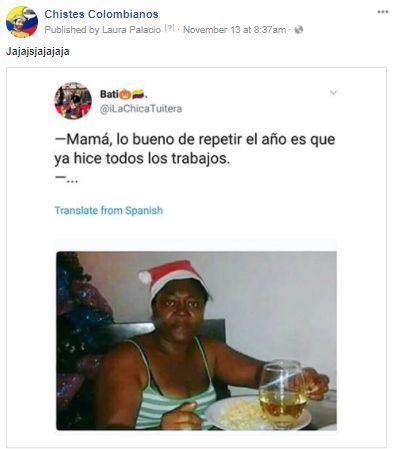 Chistes Colombianos
Published by Laura Palacio [?] · November 13 at 8:37am ·
Jajajsjajajaja
Bati🎃🇨🇴.
@iLaChicaTuitera
—Mamá, lo bueno de repetir el año es que
ya hice todos los trabajos.
—...
Translate from Spanish